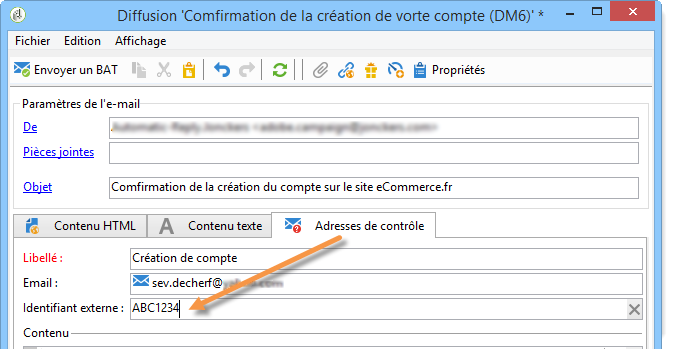 Diffusion 'Comfirmation de la création de vorte compte (DM6)' *
Fichier Edition Affichage
Envoyer un BAT Propriétés
Paramètres de l'e-mail
De
Pièces jointes
Objet Comfirmation de la création du compte sur le site eCommerce.fr
Contenu HTML Contenu texte Adresses de contrôle
Libellé : Création de compte
Email : sev.decherf@
Identifiant externe : ABC1234
Contenu